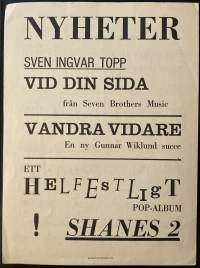 NYHETER
SVEN INGVAR TOPP
VID DIN SIDA
från Seven Brothers Music
VANDRA VIDARE
En ny Gunnar Wiklund succe
ETT
HELFESTLIGT
POP-ALBUM
! SHANES 2